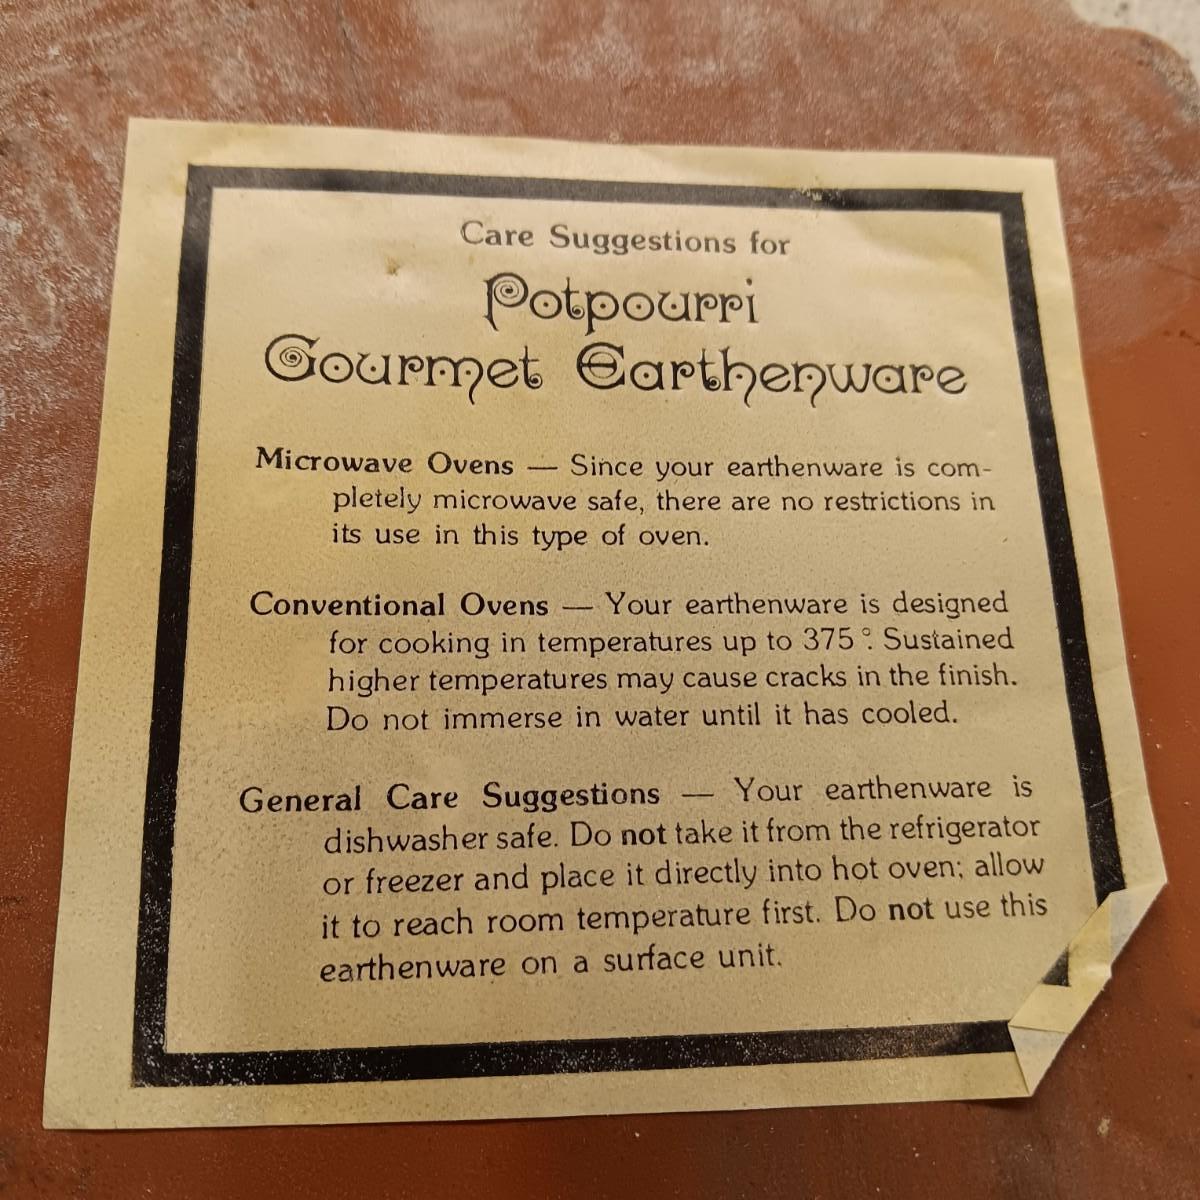 Care Suggestions for
Potpourri
Gourmet Earthenware
Microwave Ovens — Since your earthenware is com-
pletely microwave safe, there are no restrictions in
its use in this type of oven.
Conventional Ovens — Your earthenware is designed
for cooking in temperatures up to 375°. Sustained
higher temperatures may cause cracks in the finish.
Do not immerse in water until it has cooled.
General Care Suggestions — Your earthenware is
dishwasher safe. Do not take it from the refrigerator
or freezer and place it directly into hot oven; allow
it to reach room temperature first. Do not use this
earthenware on a surface unit.